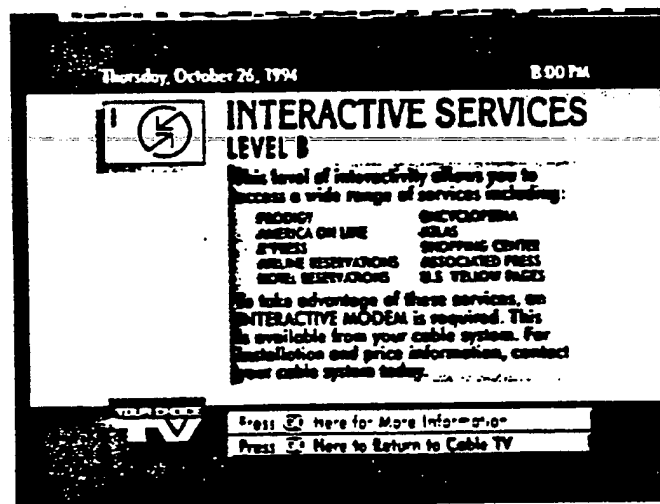 Thursday, October 26, 1994 8:00 PM
INTERACTIVE SERVICES
LEVEL B
This level of interactivity allows you to
access a wide range of services including:
PRODIGY ENCYCLOPEDIA
AMERICA ON LINE ATLAS
X*PRESS SHOPPING CENTER
AIRLINE RESERVATIONS ASSOCIATED PRESS
HOTEL RESERVATIONS U.S. YELLOW PAGES
To take advantage of these services, an
INTERACTIVE MODEM is required. This
is available from your cable system. For
installation and price information, contact
your cable system today.
YOUR CHOICE
TV
Press Here for More Information
Press Here to Return to Cable TV